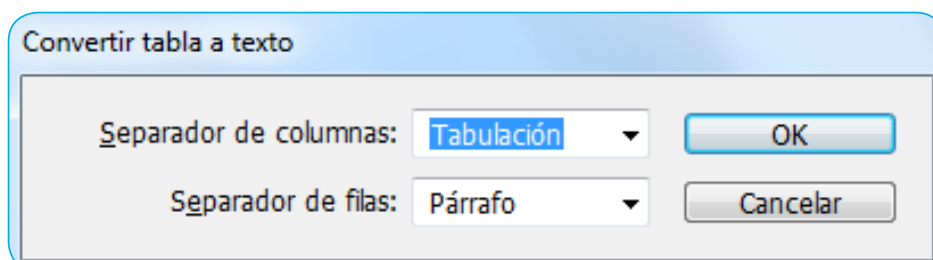 Convertir tabla a texto
Separador de columnas: Tabulación OK
Separador de filas: Párrafo Cancelar